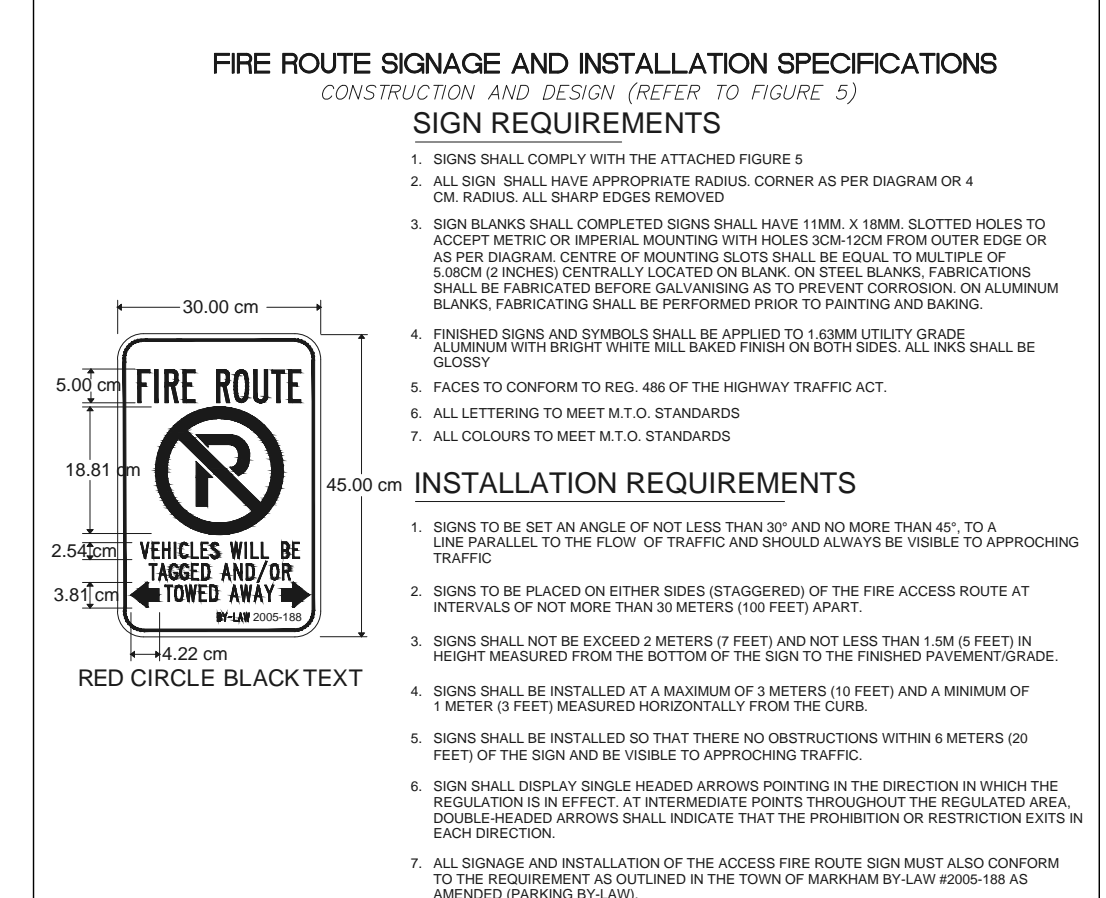 FIRE ROUTE SIGNAGE AND INSTALLATION SPECIFICATIONS
CONSTRUCTION AND DESIGN (REFER TO FIGURE 5)
SIGN REQUIREMENTS
1. SIGNS SHALL COMPLY WITH THE ATTACHED FIGURE 5
2. ALL SIGN SHALL HAVE APPROPRIATE RADIUS. CORNER AS PER DIAGRAM OR 4
CM. RADIUS. ALL SHARP EDGES REMOVED
3. SIGN BLANKS SHALL COMPLETED SIGNS SHALL HAVE 11MM. X 18MM. SLOTTED HOLES TO
ACCEPT METRIC OR IMPERIAL MOUNTING WITH HOLES 3CM-12CM FROM OUTER EDGE OR
AS PER DIAGRAM. CENTRE OF MOUNTING SLOTS SHALL BE EQUAL TO MULTIPLE OF
5.08CM (2 INCHES) CENTRALLY LOCATED ON BLANK. ON STEEL BLANKS, FABRICATIONS
SHALL BE FABRICATED BEFORE GALVANISING AS TO PREVENT CORROSION. ON ALUMINUM
BLANKS, FABRICATING SHALL BE PERFORMED PRIOR TO PAINTING AND BAKING.
4. FINISHED SIGNS AND SYMBOLS SHALL BE APPLIED TO 1.63MM UTILITY GRADE
ALUMINUM WITH BRIGHT WHITE MILL BAKED FINISH ON BOTH SIDES. ALL INKS SHALL BE
GLOSSY
5. FACES TO CONFORM TO REG. 486 OF THE HIGHWAY TRAFFIC ACT.
6. ALL LETTERING TO MEET M.T.O. STANDARDS
7. ALL COLOURS TO MEET M.T.O. STANDARDS
30.00 cm
5.00 cm
FIRE ROUTE
P
18.81 cm
45.00 cm
2.54 cm
VEHICLES WILL BE
TAGGED AND/OR
3.81 cm
TOWED AWAY
BY-LAW 2005-188
4.22 cm
RED CIRCLE BLACK TEXT
INSTALLATION REQUIREMENTS
1. SIGNS TO BE SET AN ANGLE OF NOT LESS THAN 30° AND NO MORE THAN 45°, TO A
LINE PARALLEL TO THE FLOW OF TRAFFIC AND SHOULD ALWAYS BE VISIBLE TO APPROCHING
TRAFFIC
2. SIGNS TO BE PLACED ON EITHER SIDES (STAGGERED) OF THE FIRE ACCESS ROUTE AT
INTERVALS OF NOT MORE THAN 30 METERS (100 FEET) APART.
3. SIGNS SHALL NOT BE EXCEED 2 METERS (7 FEET) AND NOT LESS THAN 1.5M (5 FEET) IN
HEIGHT MEASURED FROM THE BOTTOM OF THE SIGN TO THE FINISHED PAVEMENT/GRADE.
4. SIGNS SHALL BE INSTALLED AT A MAXIMUM OF 3 METERS (10 FEET) AND A MINIMUM OF
1 METER (3 FEET) MEASURED HORIZONTALLY FROM THE CURB.
5. SIGNS SHALL BE INSTALLED SO THAT THERE NO OBSTRUCTIONS WITHIN 6 METERS (20
FEET) OF THE SIGN AND BE VISIBLE TO APPROCHING TRAFFIC.
6. SIGN SHALL DISPLAY SINGLE HEADED ARROWS POINTING IN THE DIRECTION IN WHICH THE
REGULATION IS IN EFFECT. AT INTERMEDIATE POINTS THROUGHOUT THE REGULATED AREA,
DOUBLE-HEADED ARROWS SHALL INDICATE THAT THE PROHIBITION OR RESTRICTION EXITS IN
EACH DIRECTION.
7. ALL SIGNAGE AND INSTALLATION OF THE ACCESS FIRE ROUTE SIGN MUST ALSO CONFORM
TO THE REQUIREMENT AS OUTLINED IN THE TOWN OF MARKHAM BY-LAW #2005-188 AS
AMENDED (PARKING BY-LAW).